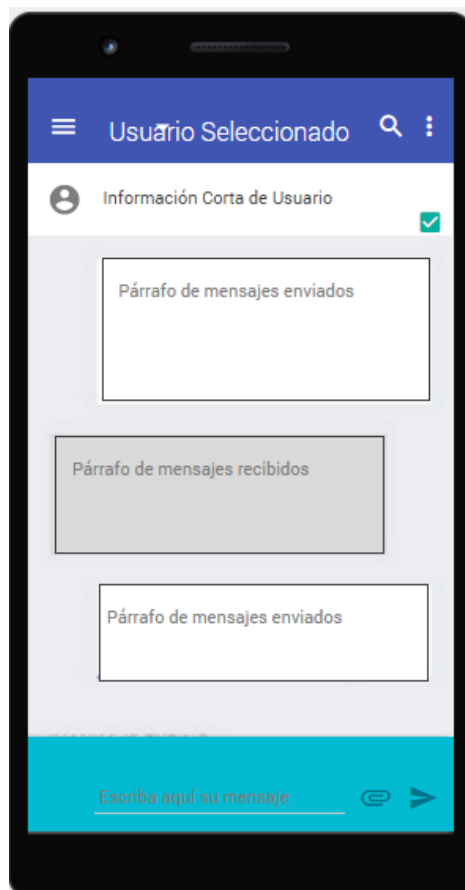 Usuario Seleccionado
Información Corta de Usuario
Párrafo de mensajes enviados
Párrafo de mensajes recibidos
Párrafo de mensajes enviados
Escriba aquí su mensaje